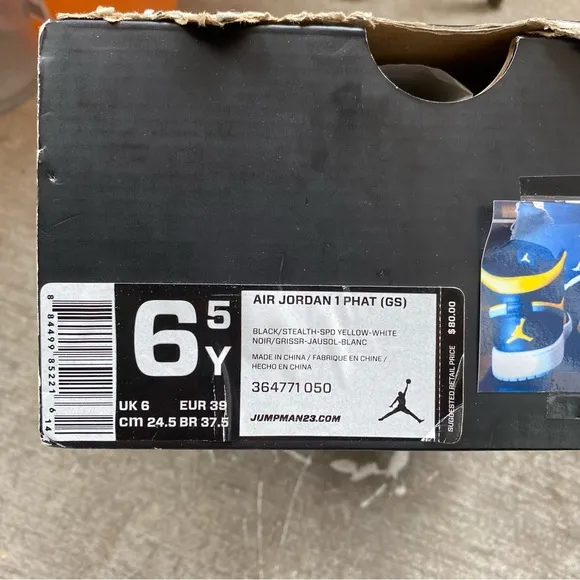 8 84499 85221 6 14
6 5 Y
UK 6 EUR 39
cm 24.5 BR 37.5
AIR JORDAN 1 PHAT (GS)
BLACK/STEALTH-SPD YELLOW-WHITE
NOIR/GRISSR-JAUSOL-BLANC
MADE IN CHINA / FABRIQUE EN CHINE /
HECHO EN CHINA
364771 050
JUMPMAN23.COM
SUGGESTED RETAIL PRICE $80.00